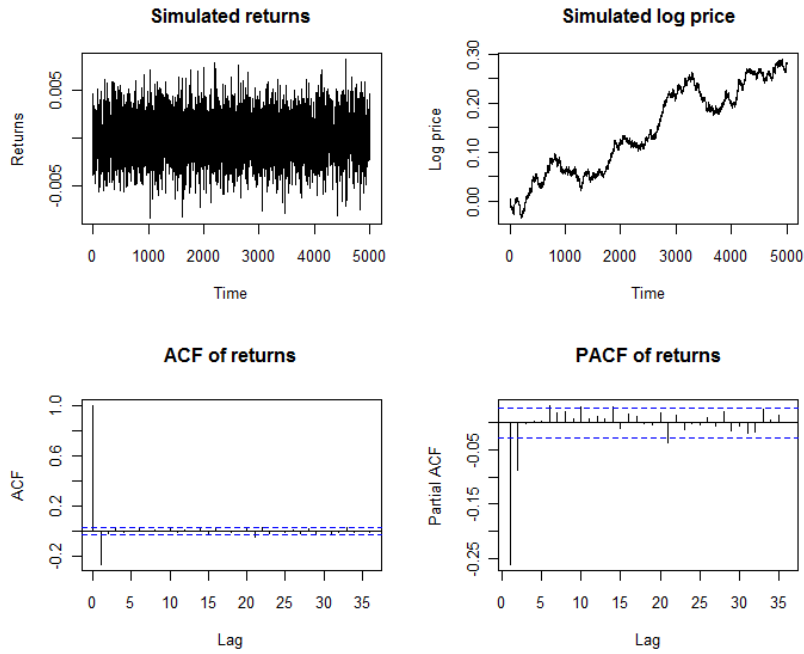 Simulated returns
Returns
0.005
-0.005
0 1000 2000 3000 4000 5000
Time
Simulated log price
Log price
0.30
0.20
0.10
0.00
0 1000 2000 3000 4000 5000
Time
ACF of returns
ACF
1.0
0.6
0.2
-0.2
0 5 10 15 20 25 30 35
Lag
PACF of returns
Partial ACF
-0.05
-0.15
-0.25
0 5 10 15 20 25 30 35
Lag